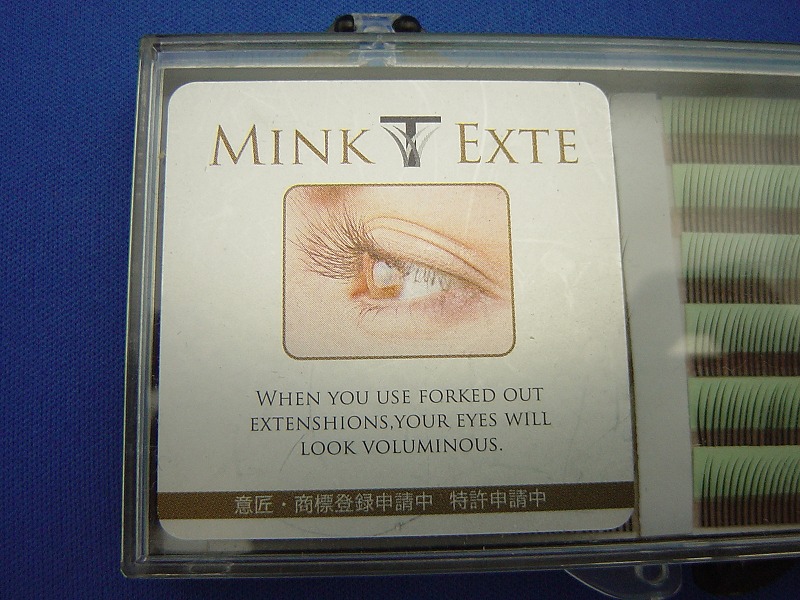 MINK T EXTE
WHEN YOU USE FORKED OUT
EXTENSHIONS,YOUR EYES WILL
LOOK VOLUMINOUS.
意匠・商標登録申請中 特許申請中